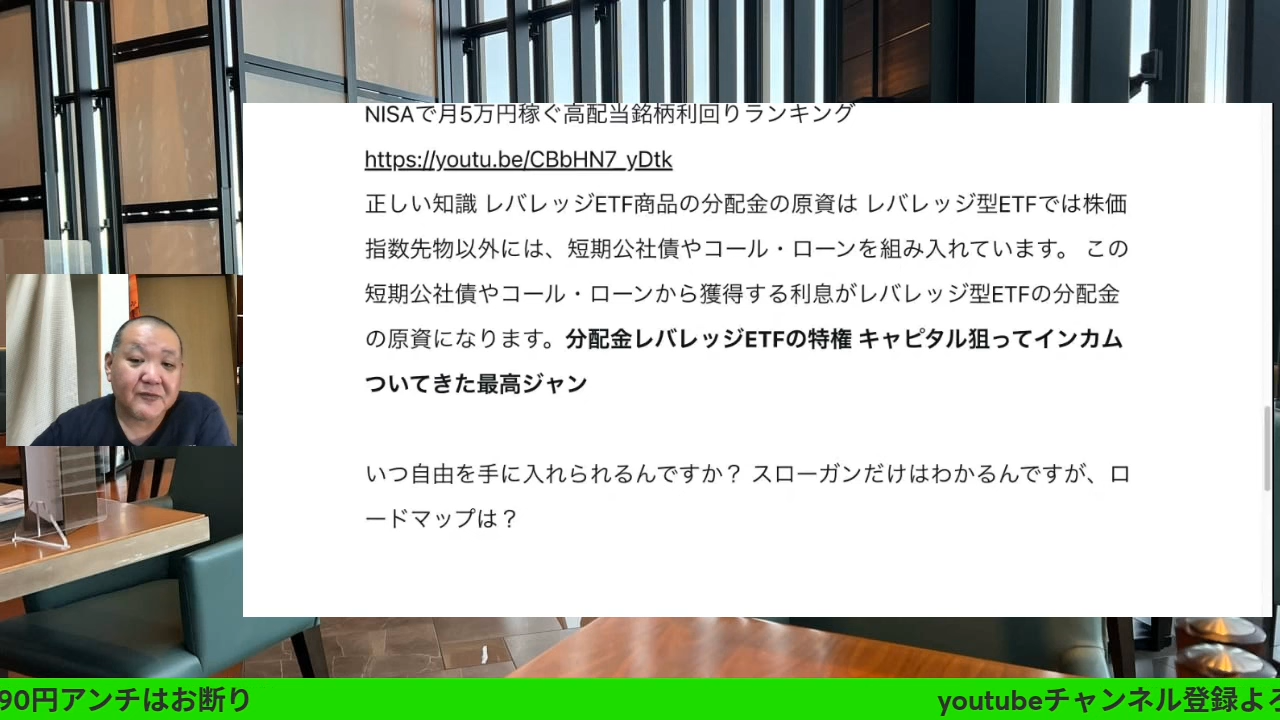 NISAで月5万円稼ぐ高配当銘柄利回りランキング
https://youtu.be/CBbHN7_yDtk
正しい知識 レバレッジETF商品の分配金の原資は レバレッジ型ETFでは株価
指数先物以外には、短期公社債やコール・ローンを組み入れています。 この
短期公社債やコール・ローンから獲得する利息がレバレッジ型ETFの分配金
の原資になります。分配金レバレッジETFの特権 キャピタル狙ってインカム
ついてきた最高ジャン
いつ自由を手に入れられるんですか？ スローガンだけはわかるんですが、ロ
ードマップは？
90円アンチはお断り
youtubeチャンネル登録よろ